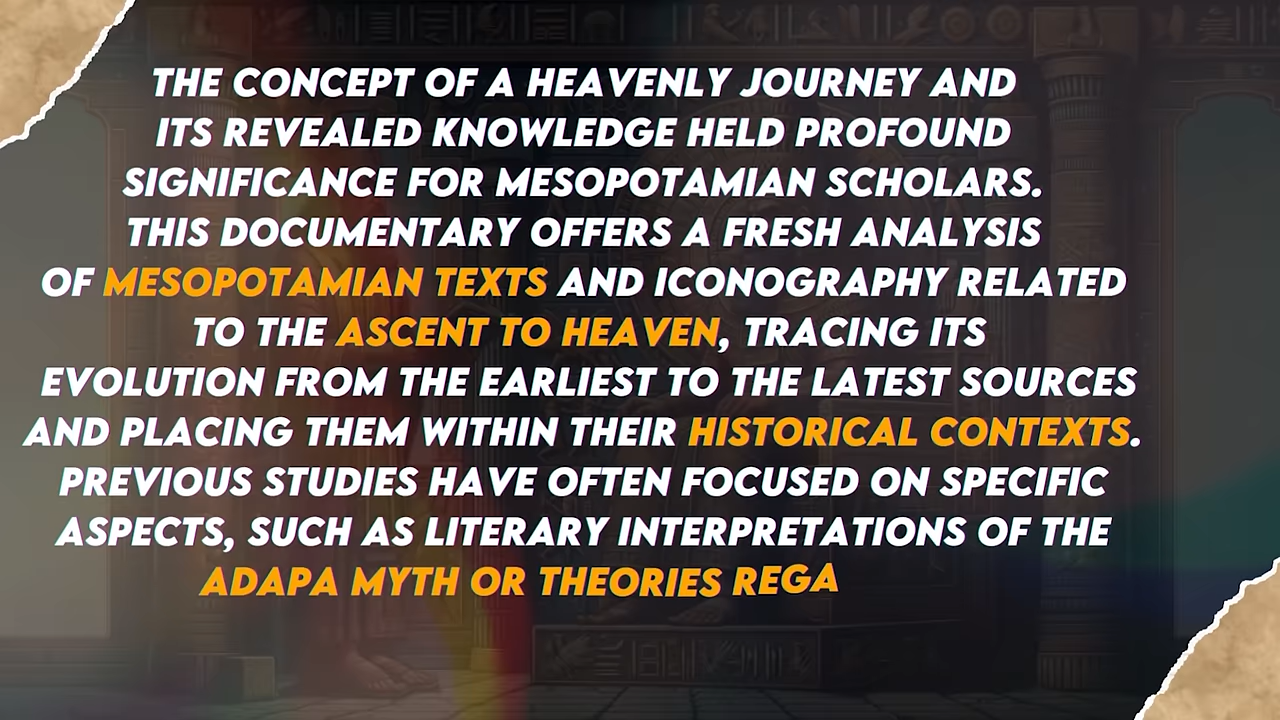 THE CONCEPT OF A HEAVENLY JOURNEY AND
ITS REVEALED KNOWLEDGE HELD PROFOUND
SIGNIFICANCE FOR MESOPOTAMIAN SCHOLARS.
THIS DOCUMENTARY OFFERS A FRESH ANALYSIS
OF MESOPOTAMIAN TEXTS AND ICONOGRAPHY RELATED
TO THE ASCENT TO HEAVEN, TRACING ITS
EVOLUTION FROM THE EARLIEST TO THE LATEST SOURCES
AND PLACING THEM WITHIN THEIR HISTORICAL CONTEXTS.
PREVIOUS STUDIES HAVE OFTEN FOCUSED ON SPECIFIC
ASPECTS, SUCH AS LITERARY INTERPRETATIONS OF THE
ADAPA MYTH OR THEORIES REGA